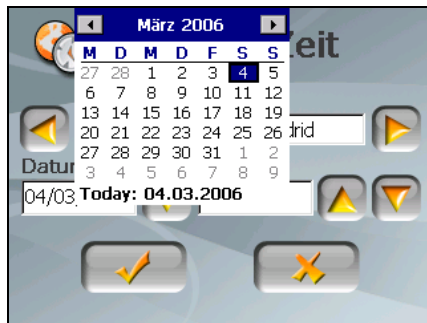 März 2006
M D M D F S S
27 28 1 2 3 4 5
6 7 8 9 10 11 12
13 14 15 16 17 18 19
20 21 22 23 24 25 26
27 28 29 30 31 1 2
3 4 5 6 7 8 9
Today: 04.03.2006
eit
drid
Datu
04/03